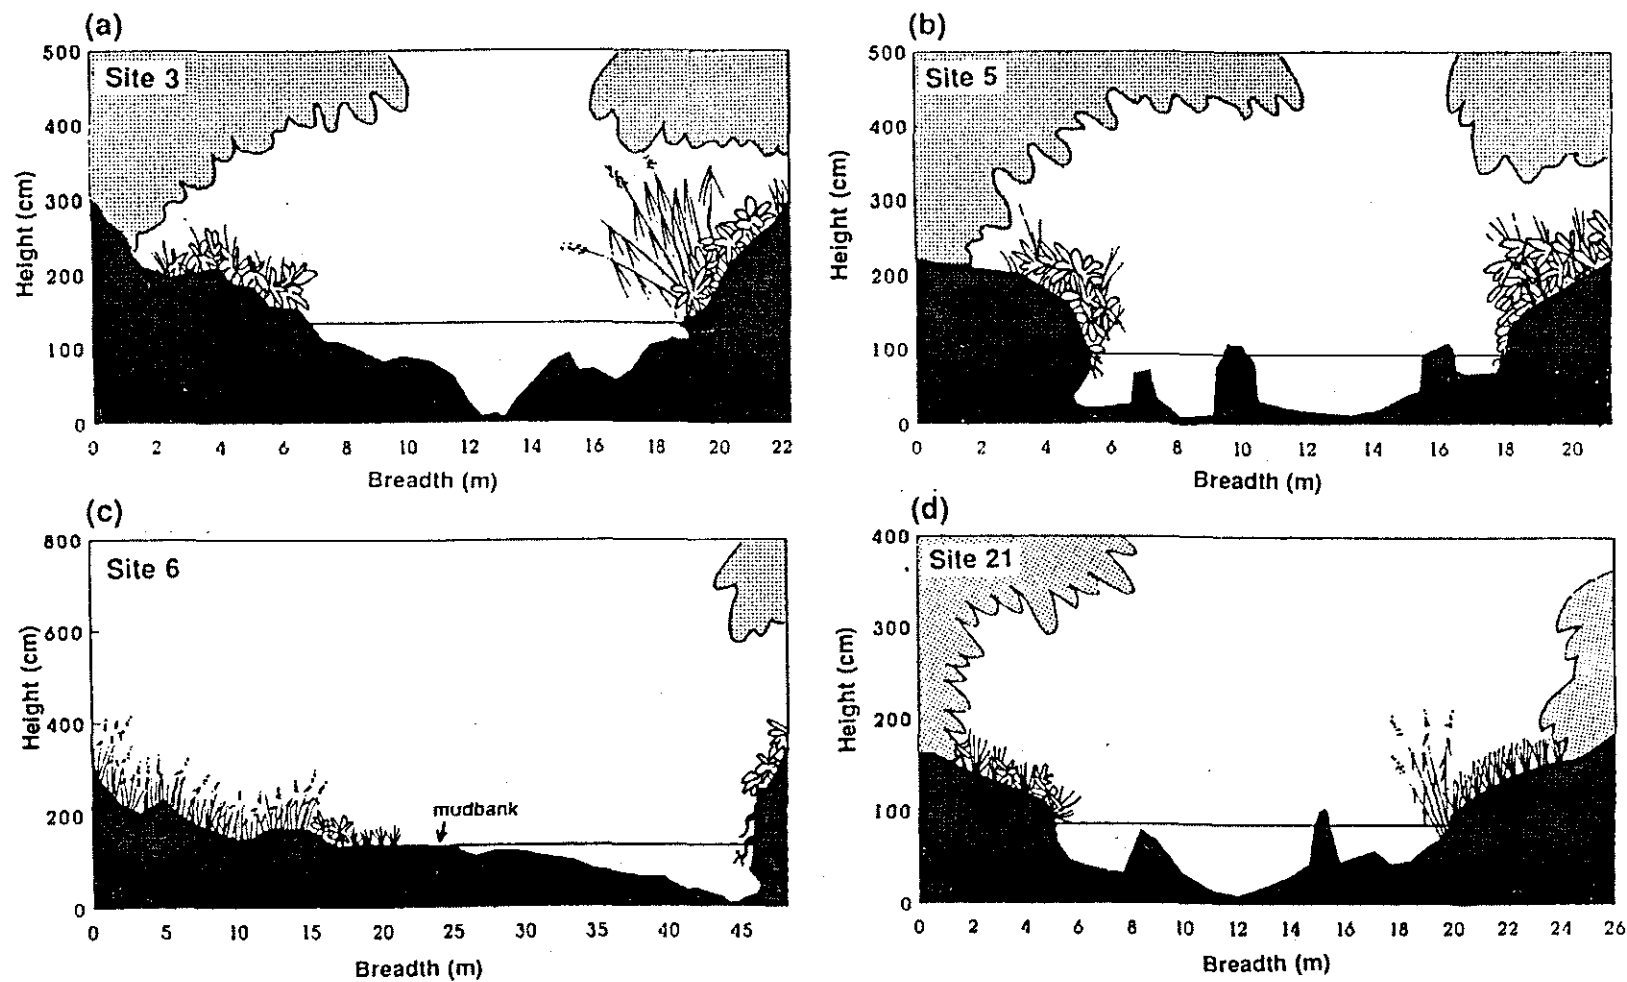 (a)
Site 3
500
400
300
200
100
0
Height (cm)
0 2 4 6 8 10 12 14 16 18 20 22
Breadth (m)
(b)
Site 5
500
400
300
200
100
0
Height (cm)
0 2 4 6 8 10 12 14 16 18 20
Breadth (m)
(c)
Site 6
800
600
400
200
0
Height (cm)
mudbank
0 5 10 15 20 25 30 35 40 45
Breadth (m)
(d)
Site 21
400
300
200
100
0
Height (cm)
0 2 4 6 8 10 12 14 16 18 20 22 24 26
Breadth (m)